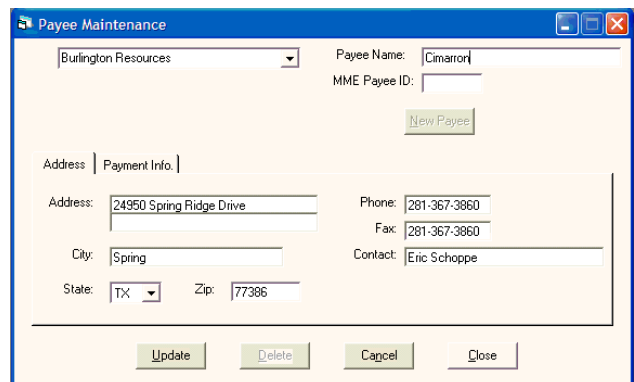 Payee Maintenance
Burlington Resources
Payee Name: Cimarron
MME Payee ID:
New Payee
Address Payment Info.
Address: 24950 Spring Ridge Drive
Phone: 281-367-3860
Fax: 281-367-3860
City: Spring
Contact: Eric Schoppe
State: TX Zip: 77386
Update Delete Cancel Close